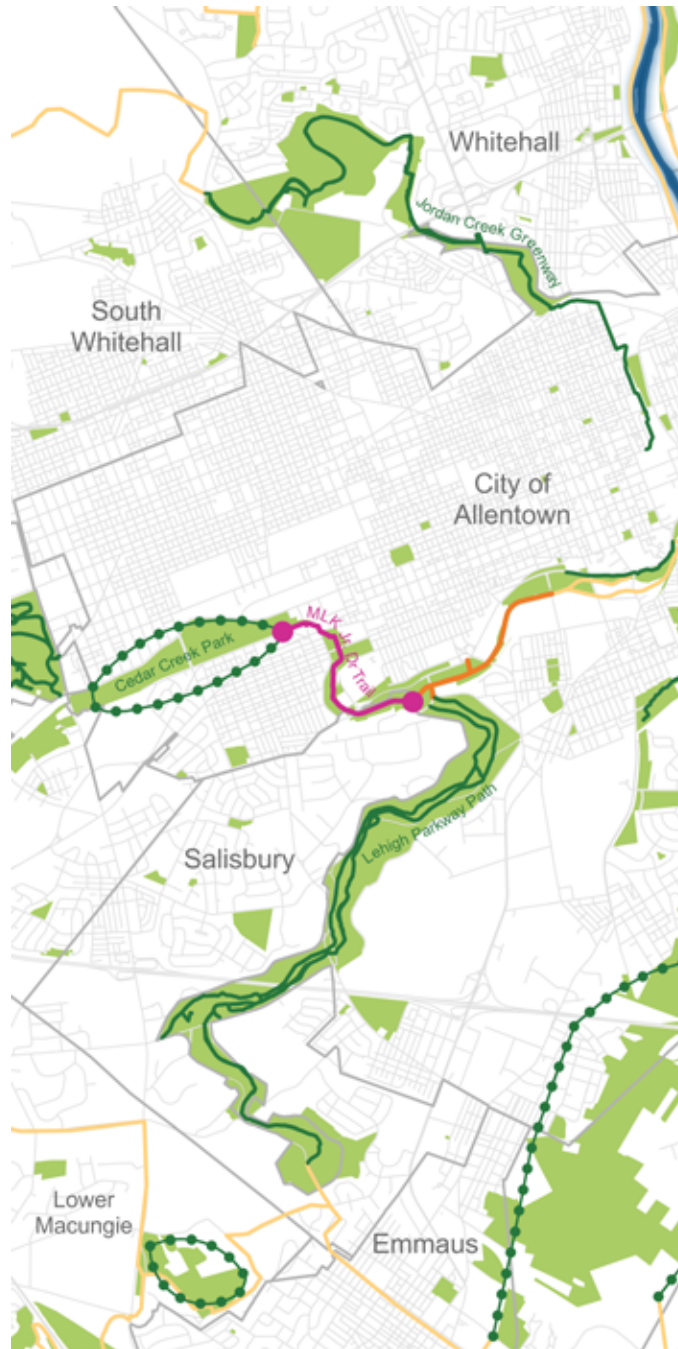 Whitehall
Jordan Creek Greenway
South
Whitehall
City of
Allentown
MLK Jr Dr Trail
Cedar Creek Park
Lehigh Parkway Path
Salisbury
Lower
Macungie
Emmaus